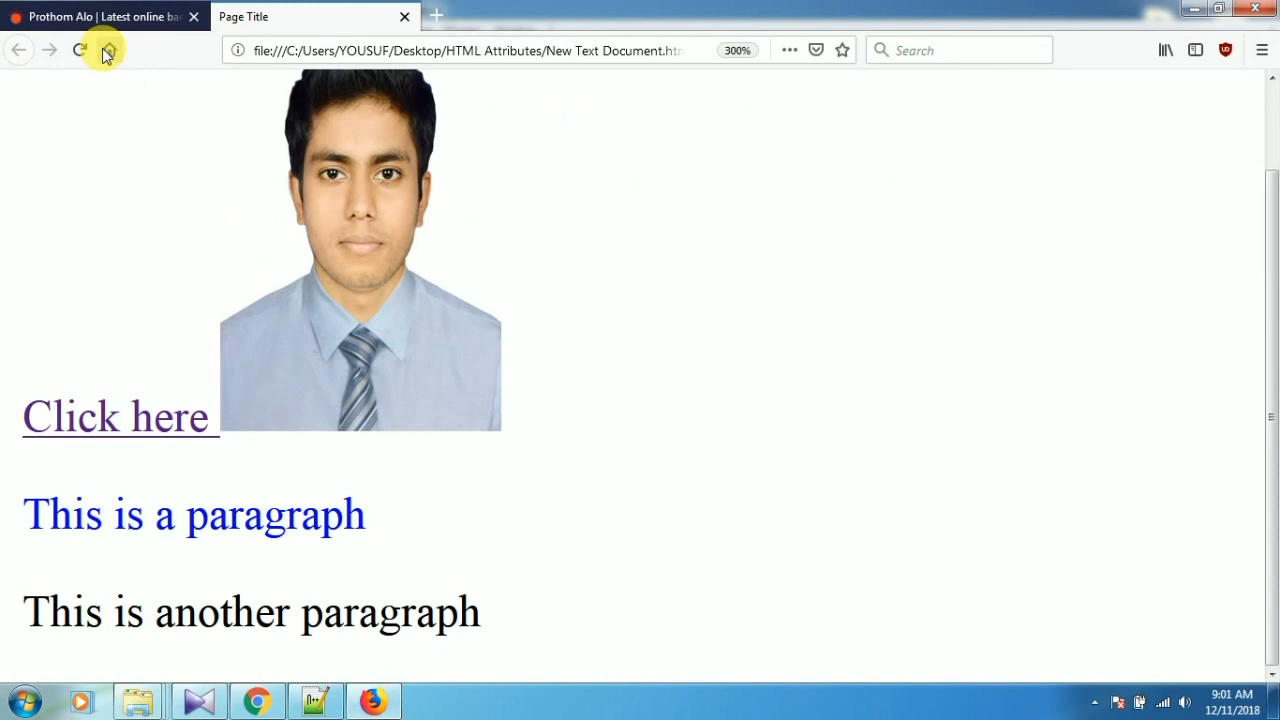 Prothom Alo | Latest online ba
Page Title
file:///C:/Users/YOUSUF/Desktop/HTML Attributes/New Text Document.htm
300%
Search
Click here
This is a paragraph
This is another paragraph
9:01 AM
12/11/2018